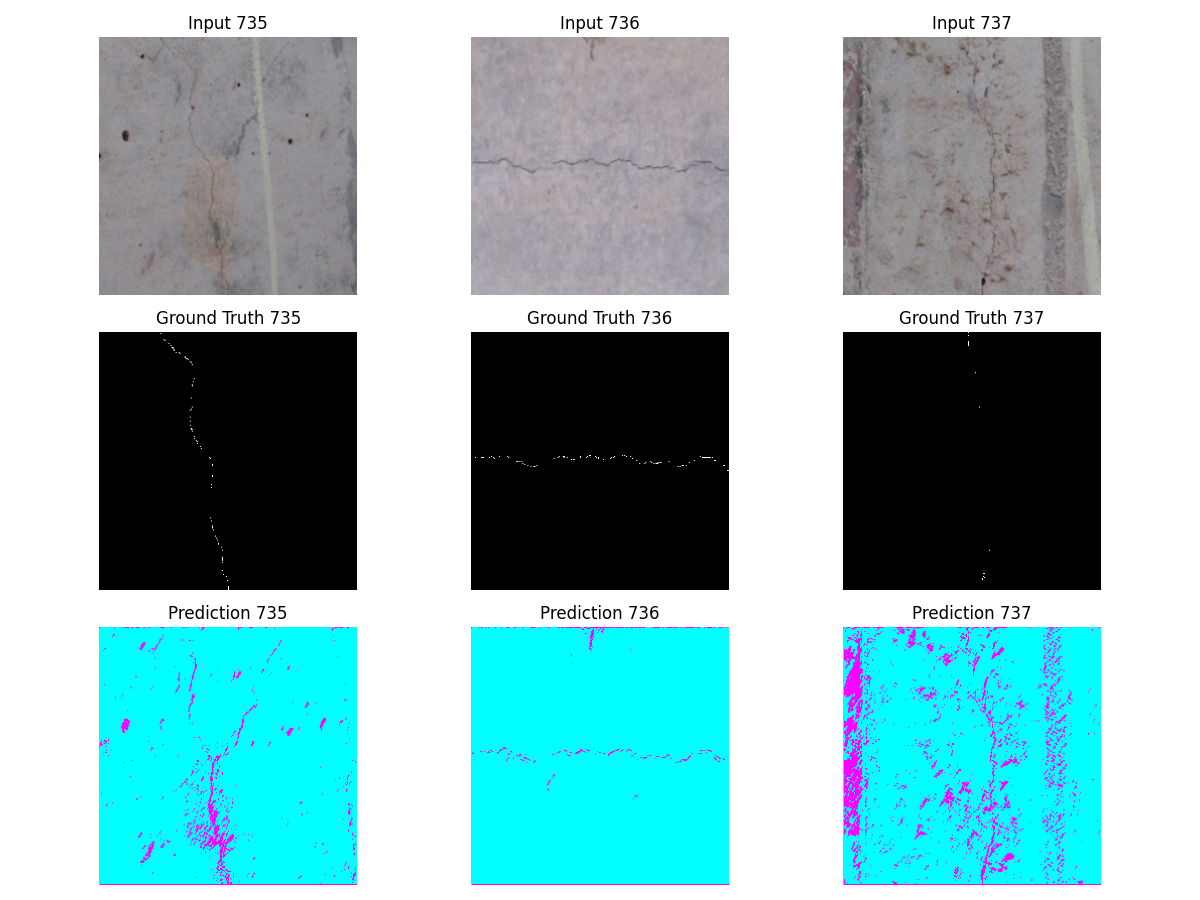 Input 735
Input 736
Input 737
Ground Truth 735
Ground Truth 736
Ground Truth 737
Prediction 735
Prediction 736
Prediction 737